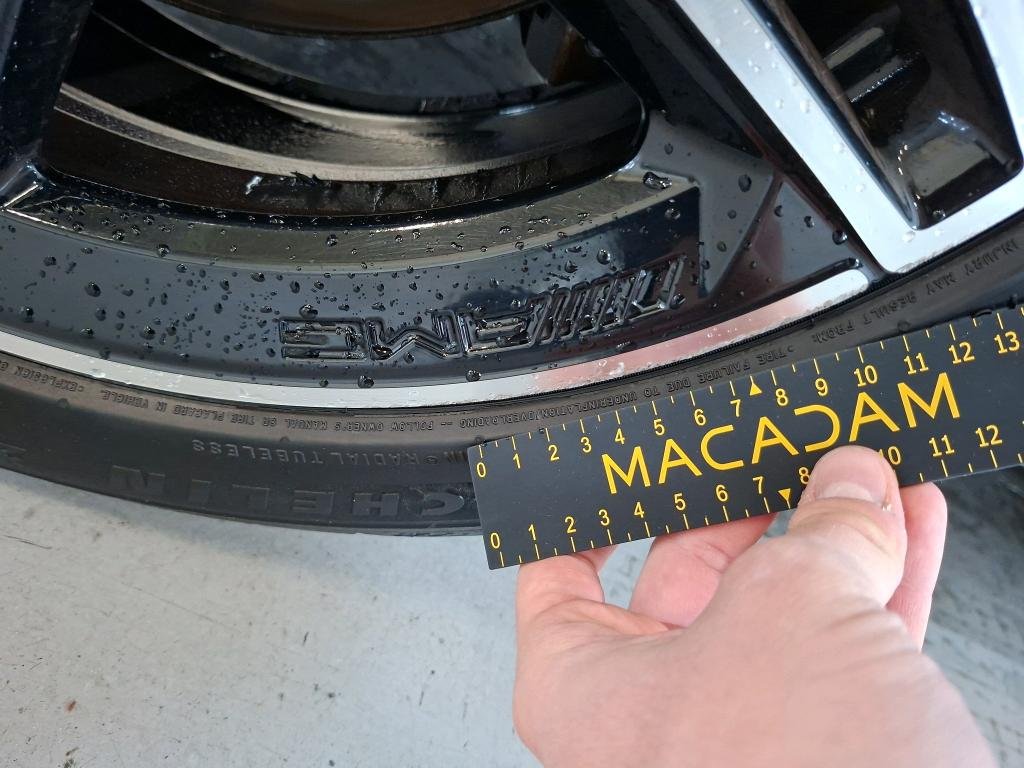 INJURY MAY RESULT FROM:
• TIRE FAILURE DUE TO UNDERINFLATION/OVERLOADING — FOLLOW OWNER'S MANUAL OR TIRE PLACARD IN VEHICLE.
RADIAL TUBELESS
CHELIN
0 1 2 3 4 5 6 7 8 9 10 11 12 13
MACADAM
0 1 2 3 4 5 6 7 8 10 11 12